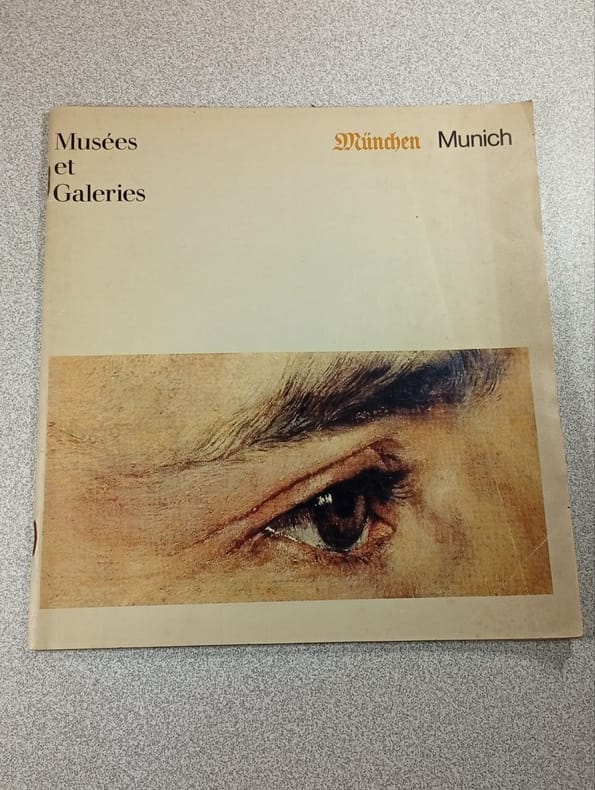 Musées
et
Galeries
München Munich